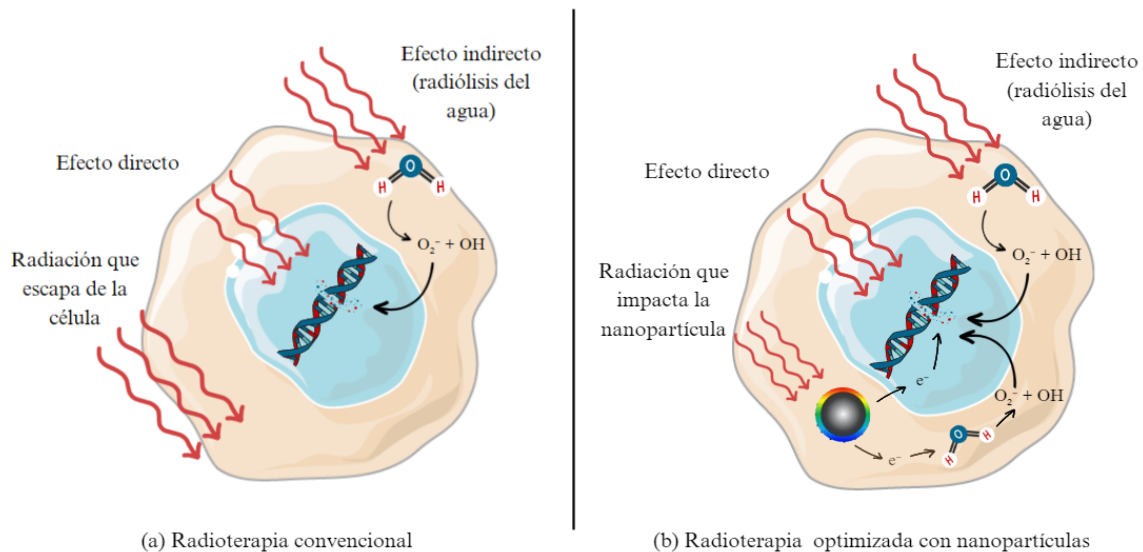 Efecto indirecto
(radiólisis del
agua)
Efecto directo
H O H
O₂⁻ + OH
Radiación que
escapa de la
célula
(a) Radioterapia convencional
Efecto indirecto
(radiólisis del
agua)
Efecto directo
H O H
O₂⁻ + OH
Radiación que
impacta la
nanopartícula
e⁻
O₂⁻ + OH
e⁻
H O H
(b) Radioterapia optimizada con nanopartículas